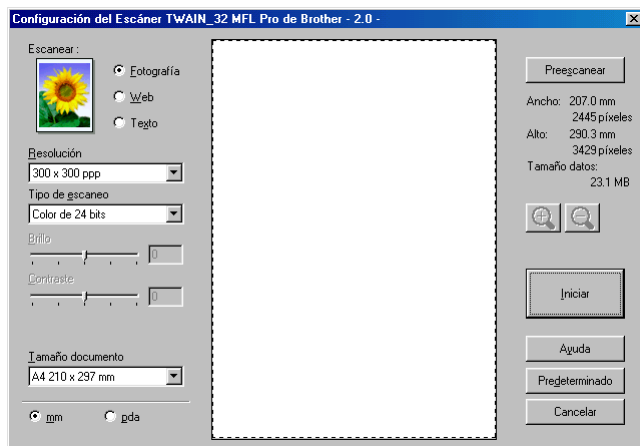 Configuración del Escáner TWAIN_32 MFL Pro de Brother - 2.0 -
Escanear :
Fotografía
Web
Texto
Resolución
300 x 300 ppp
Tipo de escaneo
Color de 24 bits
Brillo
0
Contraste
0
Tamaño documento
A4 210 x 297 mm
mm
pda
Preescanear
Ancho: 207.0 mm
2445 píxeles
Alto: 290.3 mm
3429 píxeles
Tamaño datos:
23.1 MB
Iniciar
Ayuda
Predeterminado
Cancelar